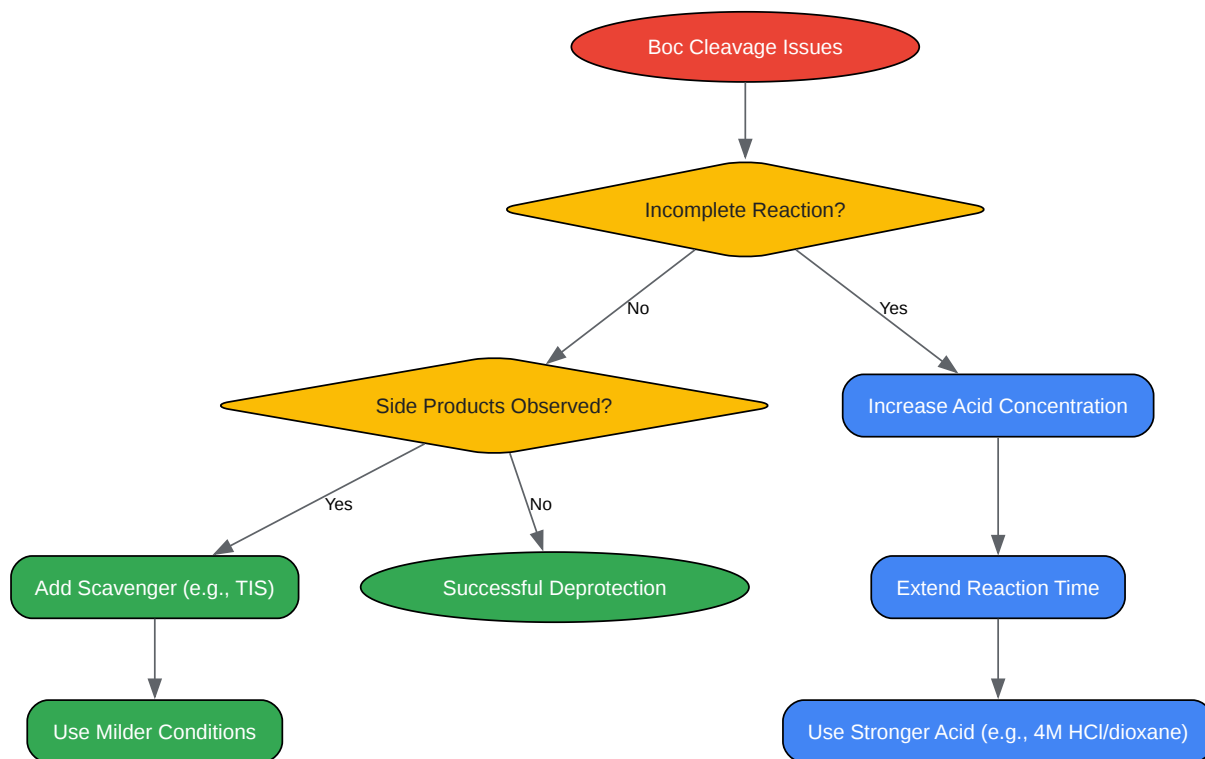 Boc Cleavage Issues
Incomplete Reaction?
No
Yes
Side Products Observed?
Increase Acid Concentration
Yes
No
Add Scavenger (e.g., TIS)
Successful Deprotection
Extend Reaction Time
Use Milder Conditions
Use Stronger Acid (e.g., 4M HCl/dioxane)